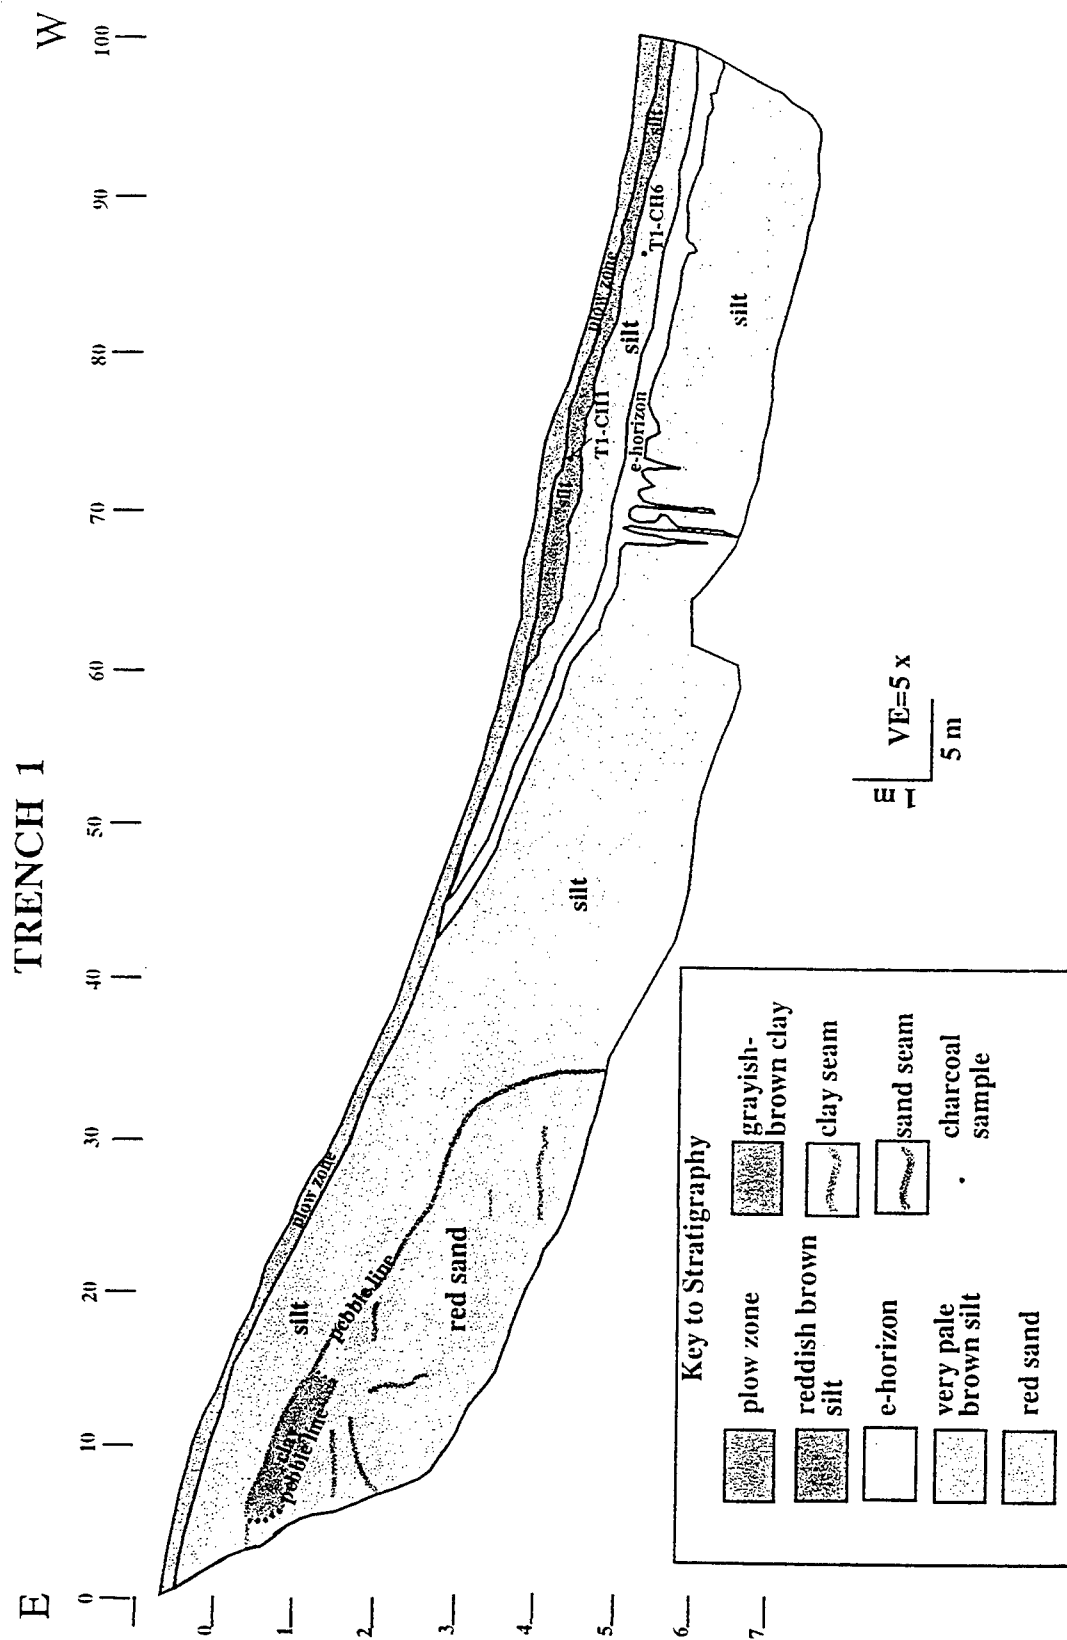 TRENCH 1
E
W
0
10
20
30
40
50
60
70
80
90
100
0
1
2
3
4
5
6
7
plow zone
silt
clay
pebble line
pebble line
red sand
silt
plow zone
silt
silt
silt
T1-CH1
T1-CH6
silt
e-horizon
silt
1 m
VE=5 x
5 m
Key to Stratigraphy
plow zone
reddish brown
silt
e-horizon
very pale
brown silt
red sand
grayish-
brown clay
clay seam
sand seam
charcoal
sample